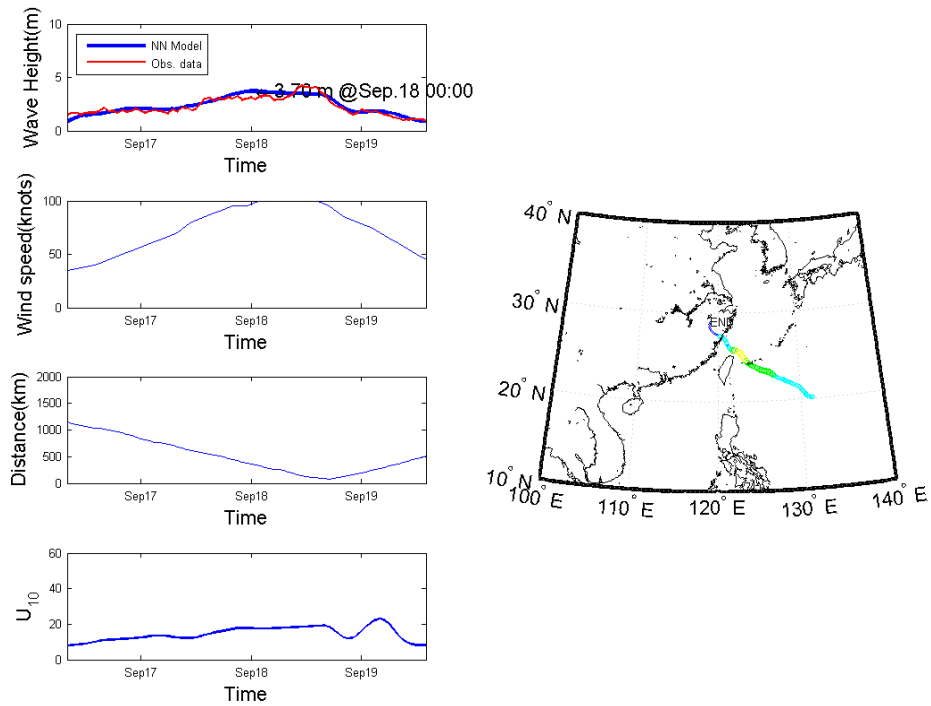 10
5
0
Wave Height(m)
NN Model
Obs. data
3.70 m @Sep.18 00:00
Sep17
Sep18
Sep19
Time
100
50
0
Wind speed(knots)
Sep17
Sep18
Sep19
Time
2000
1500
1000
500
0
Distance(km)
Sep17
Sep18
Sep19
Time
60
40
20
0
U10
Sep17
Sep18
Sep19
Time
40° N
30° N
20° N
10° N
END
100° E
110° E
120° E
130° E
140° E